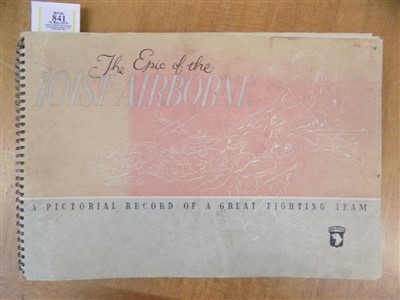 841
The Epic of the
101ST AIRBORNE
A PICTORIAL RECORD OF A GREAT FIGHTING TEAM